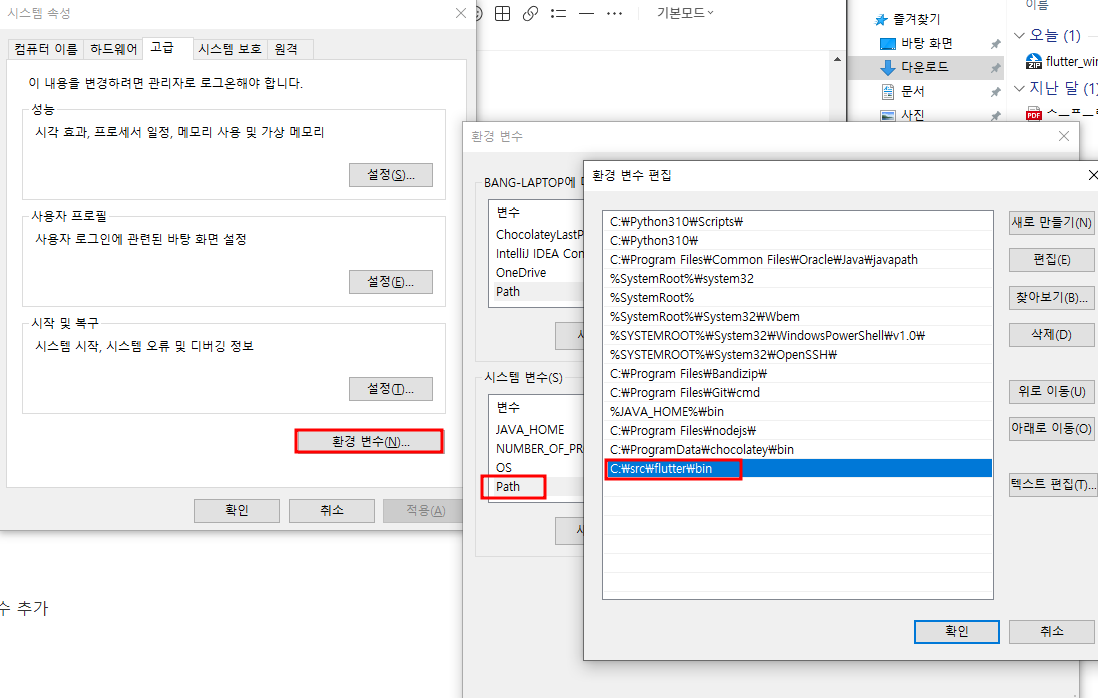 시스템 속성
컴퓨터 이름 하드웨어 고급 시스템 보호 원격
이 내용을 변경하려면 관리자로 로그온해야 합니다.
성능
시각 효과, 프로세서 일정, 메모리 사용 및 가상 메모리
설정(S)...
사용자 프로필
사용자 로그인에 관련된 바탕 화면 설정
설정(E)...
시작 및 복구
시스템 시작, 시스템 오류 및 디버깅 정보
설정(T)...
환경 변수(N)...
확인 취소 적용(A)
수 추가
기본모드
즐겨찾기
바탕 화면
다운로드
문서
사진
이름
오늘 (1)
flutter_win
지난 달 (1)
환경 변수
BANG-LAPTOP에
변수
ChocolateyLastP
IntelliJ IDEA Con
OneDrive
Path
시스템 변수(S)
변수
JAVA_HOME
NUMBER_OF_PR
OS
Path
환경 변수 편집
C:₩Python310₩Scripts₩
C:₩Python310₩
C:₩Program Files₩Common Files₩Oracle₩Java₩javapath
%SystemRoot%₩system32
%SystemRoot%
%SystemRoot%₩System32₩Wbem
%SYSTEMROOT%₩System32₩WindowsPowerShell₩v1.0₩
%SYSTEMROOT%₩System32₩OpenSSH₩
C:₩Program Files₩Bandizip₩
C:₩Program Files₩Git₩cmd
%JAVA_HOME%₩bin
C:₩Program Files₩nodejs₩
C:₩ProgramData₩chocolatey₩bin
C:₩src₩flutter₩bin
새로 만들기(N)
편집(E)
찾아보기(B)...
삭제(D)
위로 이동(U)
아래로 이동(O)
텍스트 편집(T)...
확인 취소